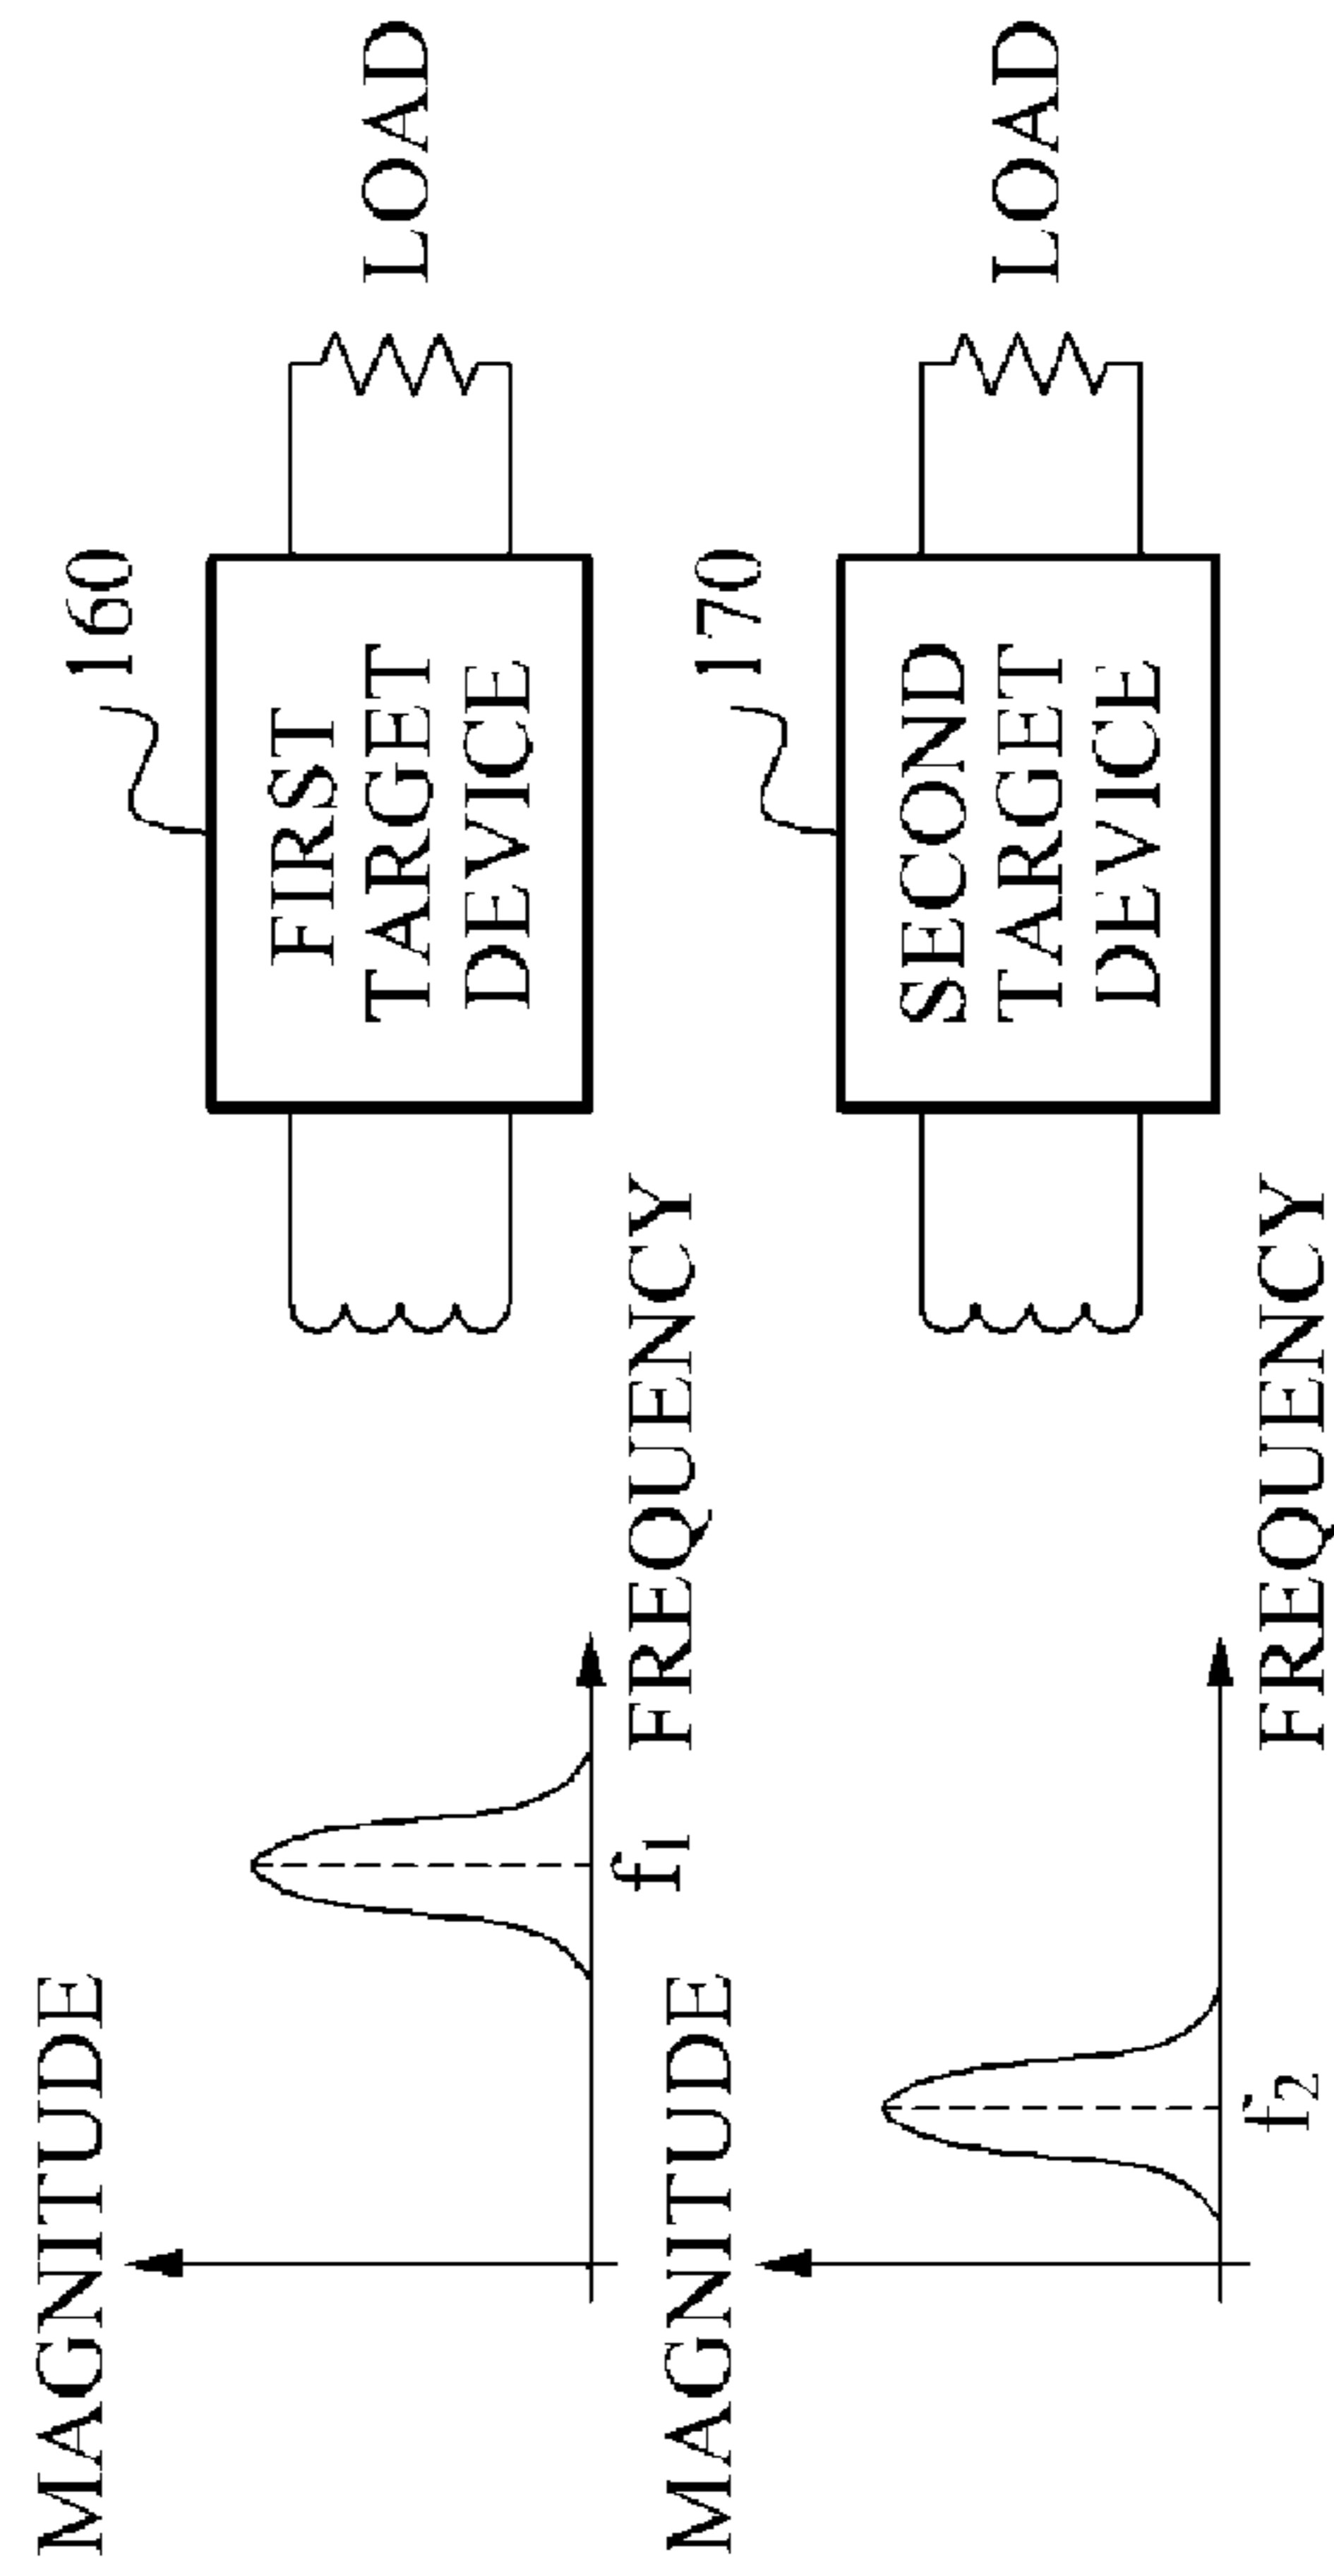 MAGNITUDE
f1
FREQUENCY
160
FIRST
TARGET
DEVICE
LOAD
MAGNITUDE
f2
FREQUENCY
170
SECOND
TARGET
DEVICE
LOAD